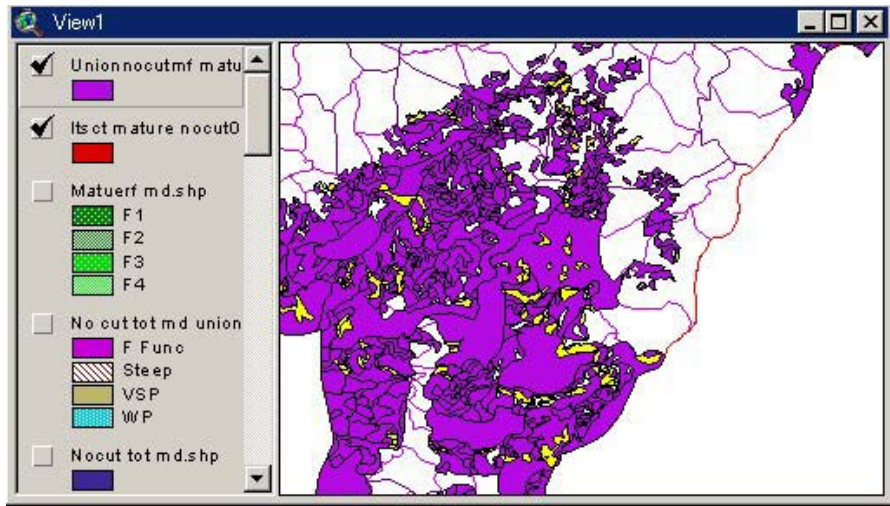 View1
Unionnocutmf matu
Itsct mature nocut0
Matuerf md.shp
F1
F2
F3
F4
No cut tot md union
F Func
Steep
VSP
WP
Nocut tot md.shp